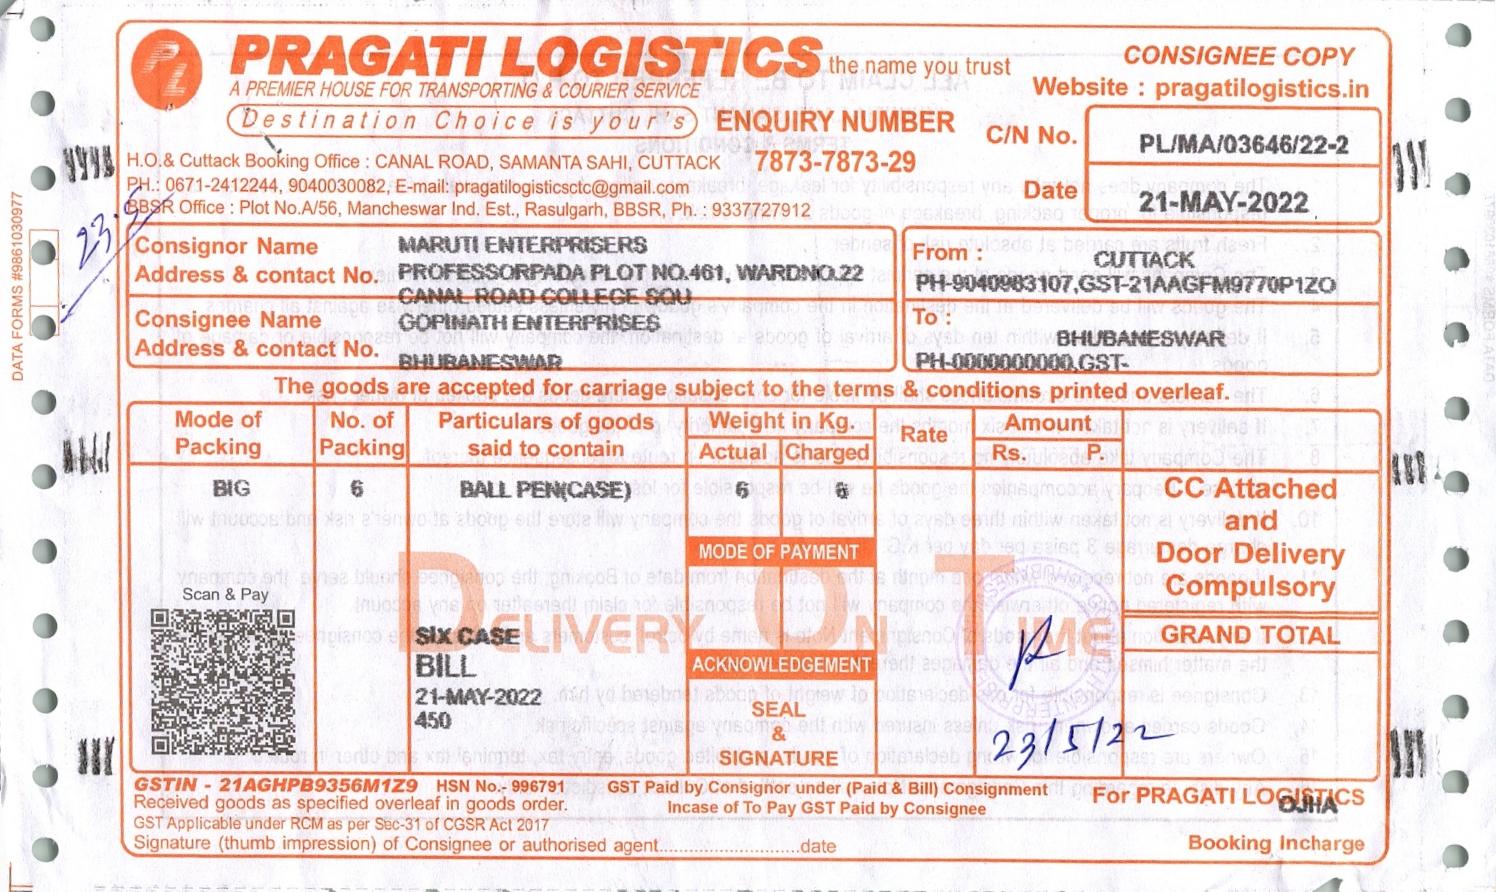 PRAGATI LOGISTICS the name you trust
A PREMIER HOUSE FOR TRANSPORTING & COURIER SERVICE
Destination Choice is your's
CONSIGNEE COPY
Website : pragatilogistics.in
ENQUIRY NUMBER
7873-7873-29
C/N No. PL/MA/03646/22-2
Date 21-MAY-2022
H.O.& Cuttack Booking Office : CANAL ROAD, SAMANTA SAHI, CUTTACK
PH.: 0671-2412244, 9040030082, E-mail: pragatilogisticsctc@gmail.com
BBSR Office : Plot No.A/56, Mancheswar Ind, Est., Rasulgarh, BBSR, Ph. : 9337727912
DATA FORMS #9861030977
Consignor Name MARUTI ENTERPRISERS
Address & contact No. PROFESSORPADA PLOT NO.461, WARDNO.22
CANAL ROAD COLLEGE SQU
Consignee Name GOPINATH ENTERPRISES
Address & contact No. BHUBANESWAR
From : CUTTACK
PH-9040983107,GST-21AAGFM9770P1ZO
To : BHUBANESWAR
PH-0000000000,GST-
The goods are accepted for carriage subject to the terms & conditions printed overleaf.
Mode of Packing No. of Packing Particulars of goods said to contain Weight in Kg. Actual Charged Rate Amount Rs. P.
BIG 6 BALL PEN(CASE) 6 6
CC Attached
and
Door Delivery
Compulsory
GRAND TOTAL
MODE OF PAYMENT
Scan & Pay
DELIVERY ON TIME
SIX CASE
BILL
21-MAY-2022
450
ACKNOWLEDGEMENT
SEAL
&
SIGNATURE
23/5/22
GSTIN - 21AGHPB9356M1Z9 HSN No.- 996791 GST Paid by Consignor under (Paid & Bill) Consignment
Received goods as specified overleaf in goods order. Incase of To Pay GST Paid by Consignee
GST Applicable under RCM as per Sec-31 of CGSR Act 2017
For PRAGATI LOGISTICS
OJHA
Signature (thumb impression) of Consignee or authorised agent............................date
Booking Incharge